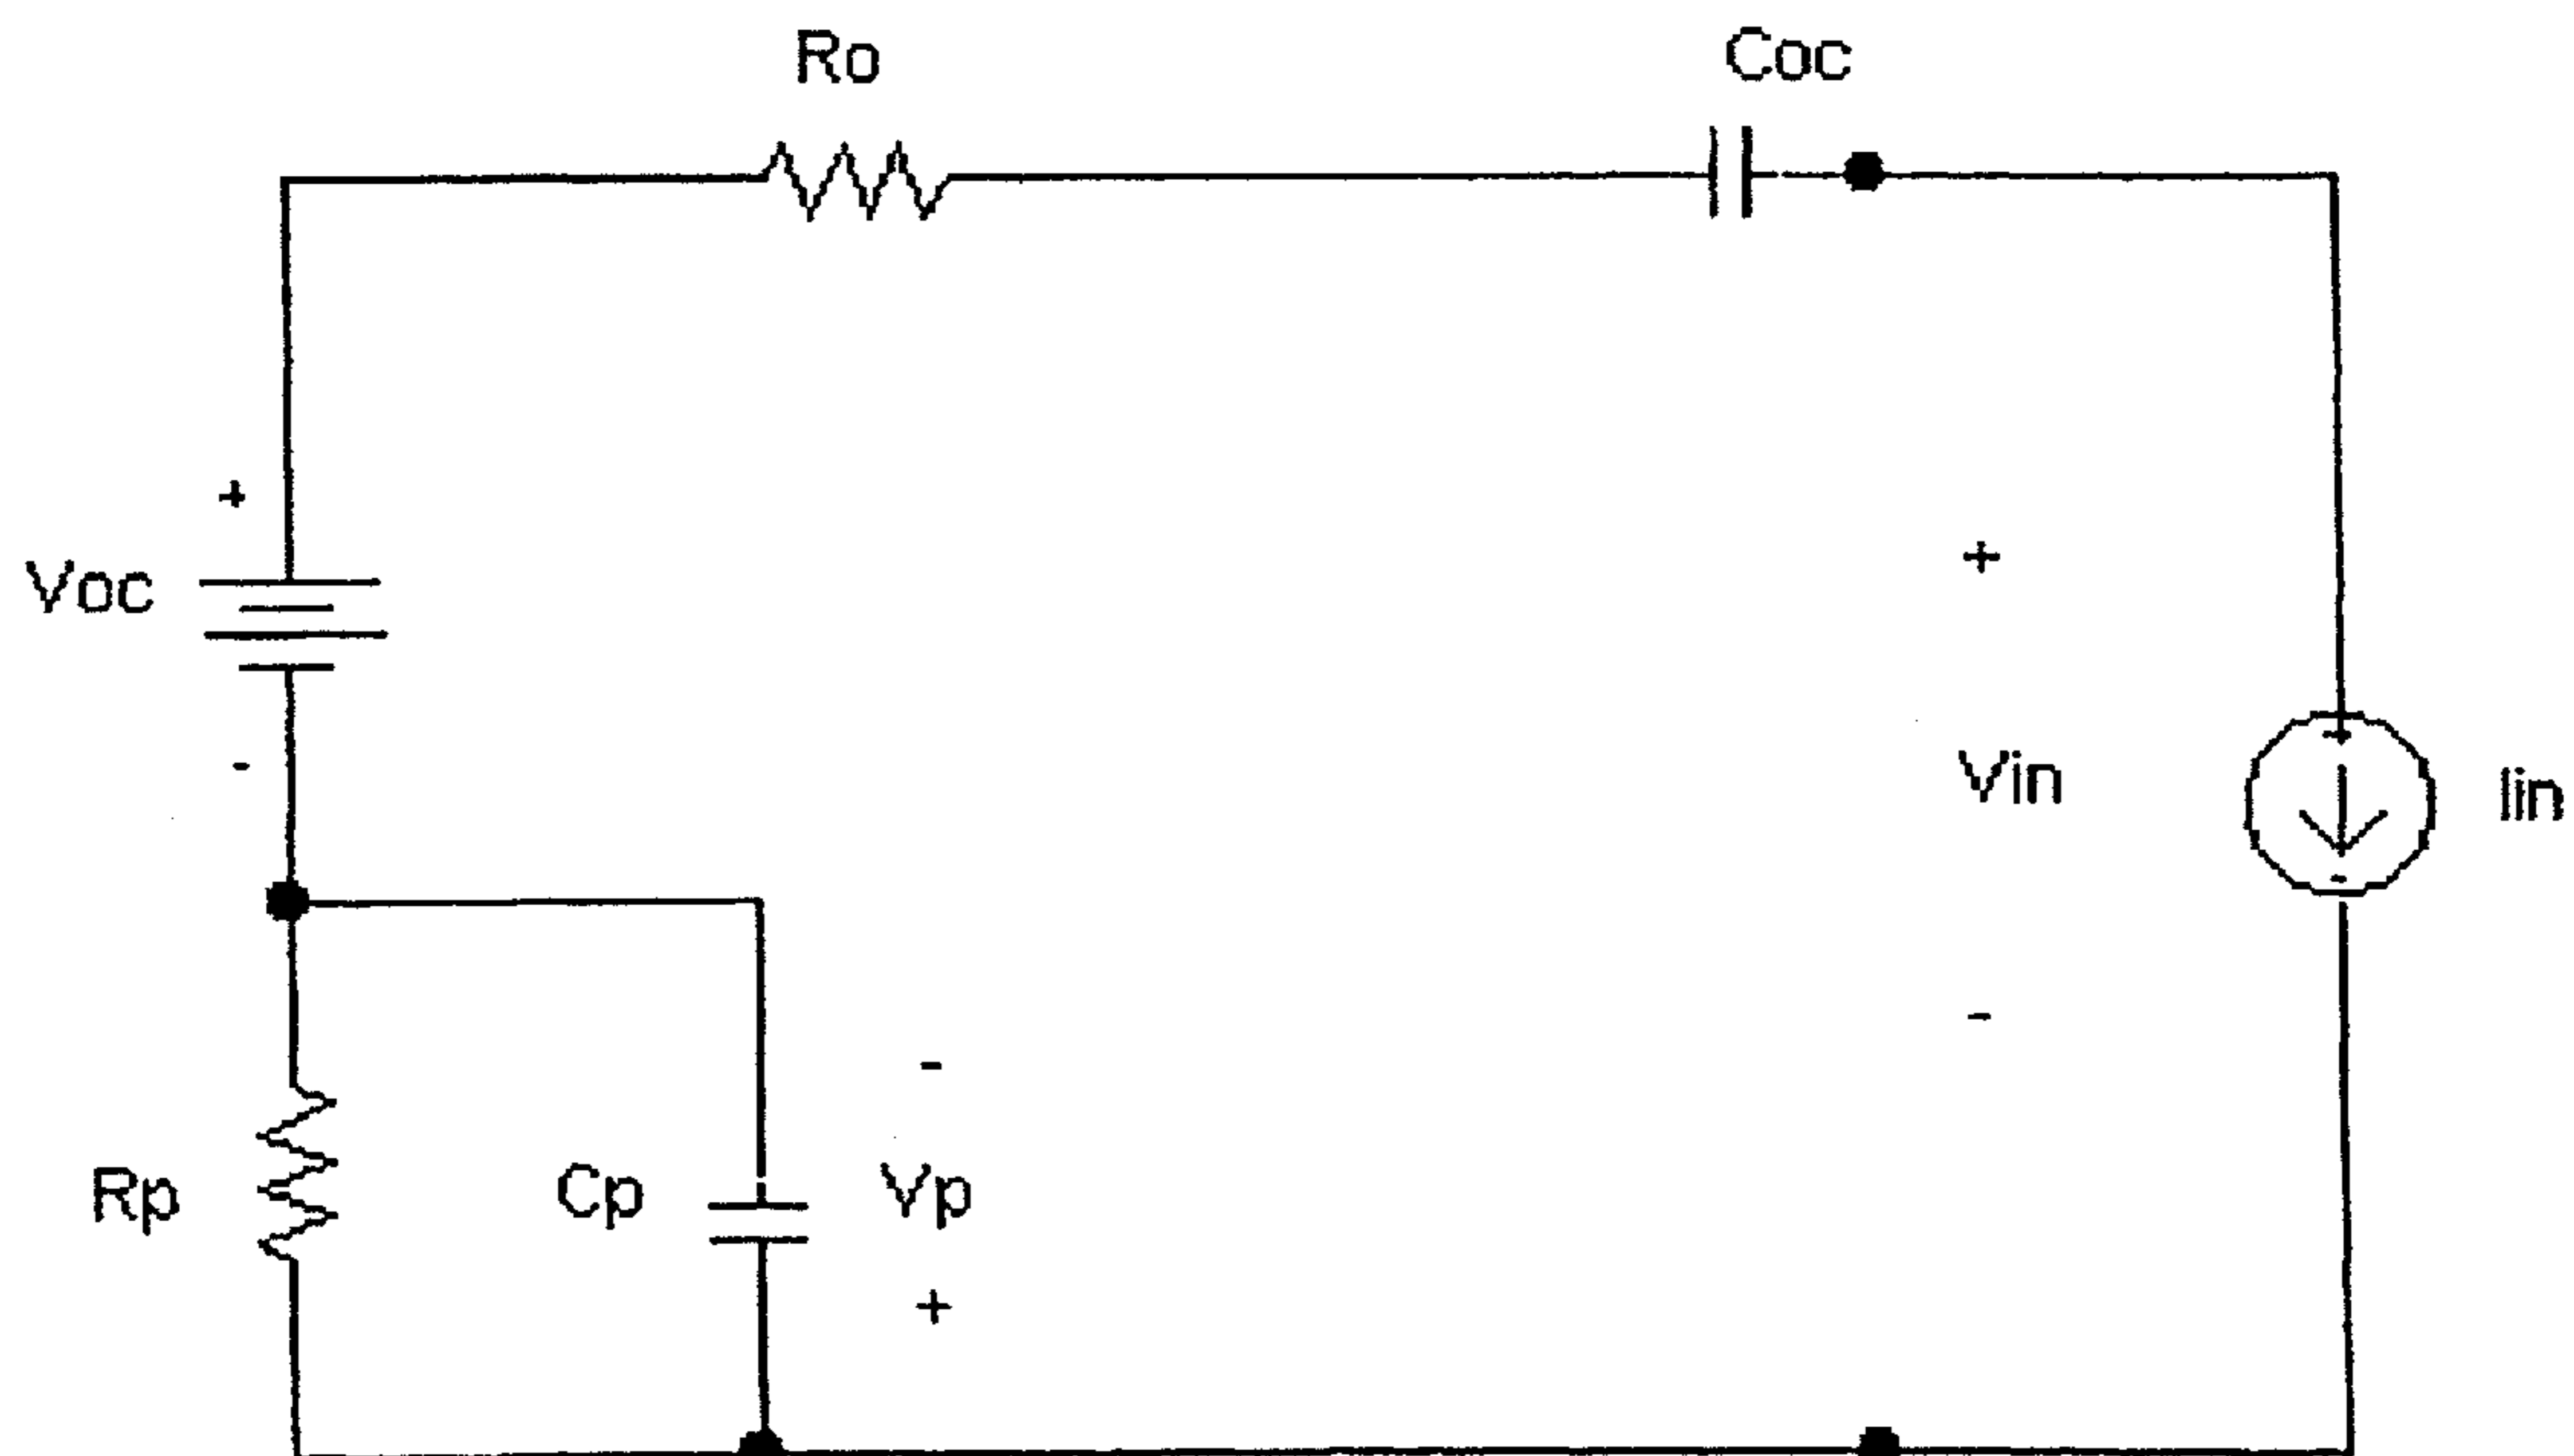 Ro
Coc
+
Voc
-
+
Vin
-
+
-
Iin
Rp
Cp
-
Vp
+